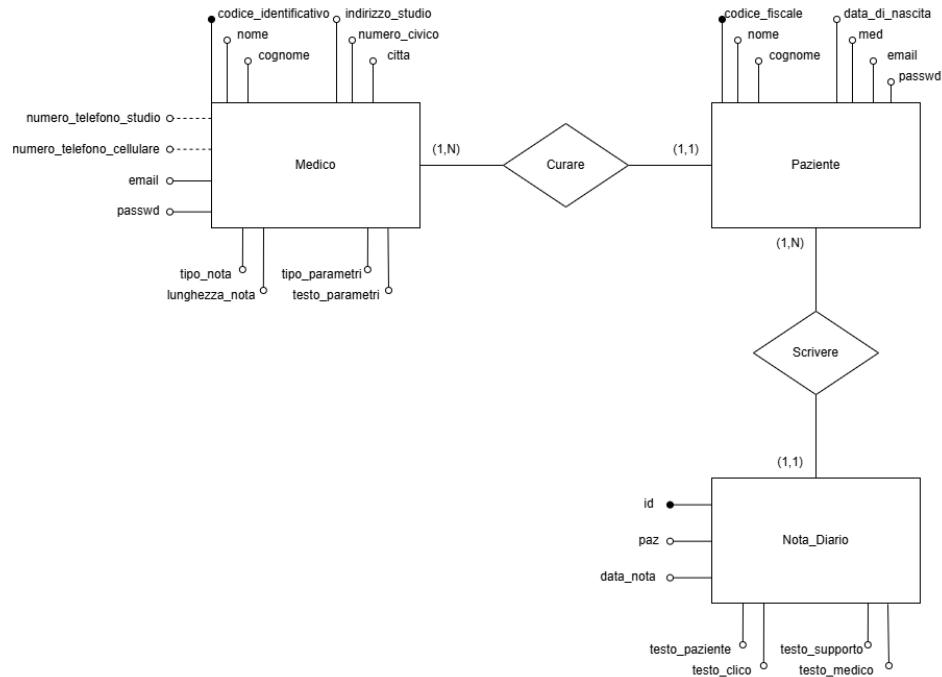 codice_identificativo
indirizzo_studio
nome
numero_civico
cognome
citta
numero_telefono_studio
numero_telefono_cellulare
email
passwd
Medico
tipo_nota
lunghezza_nota
tipo_parametri
testo_parametri
(1,N)
Curare
(1,1)
codice_fiscale
data_di_nascita
nome
med
cognome
email
passwd
Paziente
(1,N)
Scrivere
(1,1)
id
paz
data_nota
Nota_Diario
testo_paziente
testo_clico
testo_supporto
testo_medico